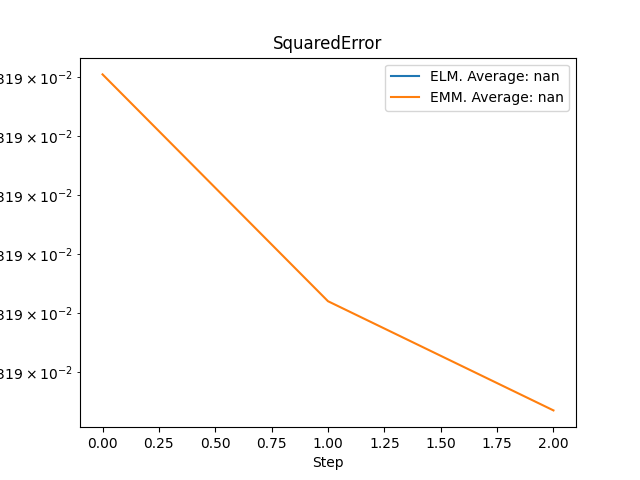 SquaredError
ELM. Average: nan
EMM. Average: nan
319 × 10⁻²
319 × 10⁻²
319 × 10⁻²
319 × 10⁻²
319 × 10⁻²
319 × 10⁻²
0.00 0.25 0.50 0.75 1.00 1.25 1.50 1.75 2.00
Step